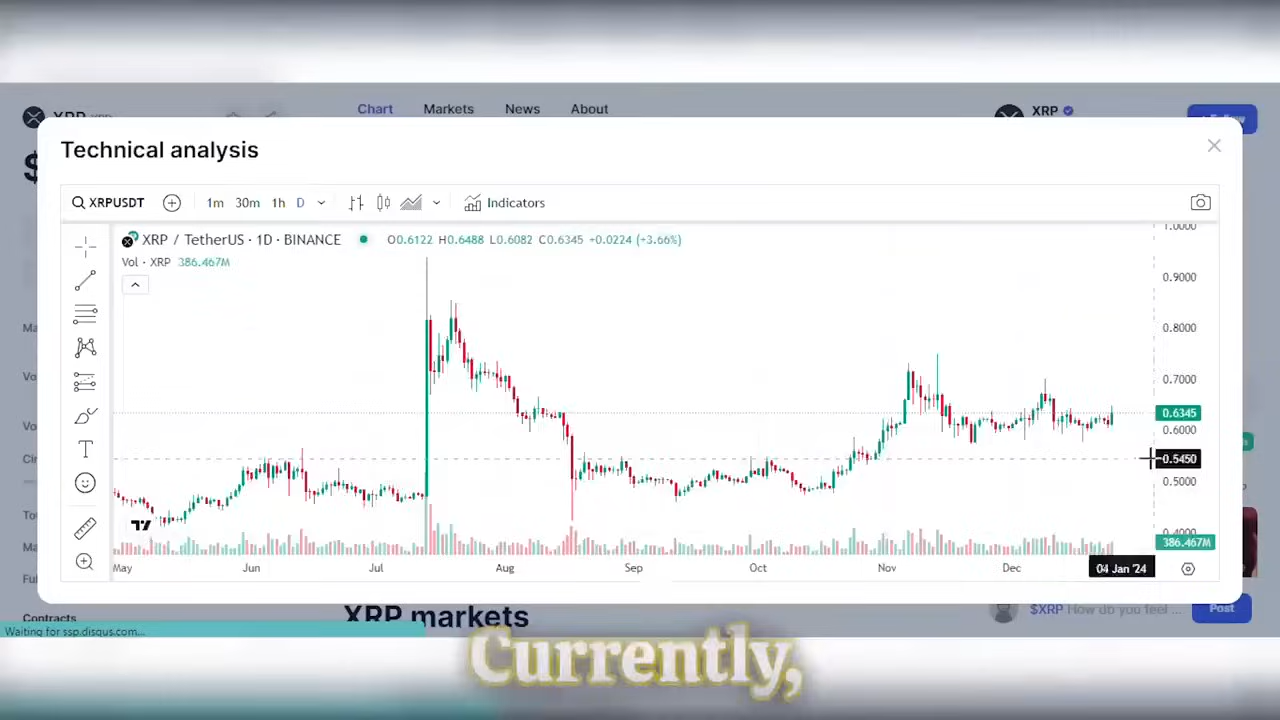 XRP XRP
Chart Markets News About
XRP
Technical analysis
XRPUSDT 1m 30m 1h D Indicators
XRP / TetherUS · 1D · BINANCE O0.6122 H0.6488 L0.6082 C0.6345 +0.0224 (+3.66%)
Vol · XRP 386.467M
1.0000
0.9000
0.8000
0.7000
0.6345
0.6000
0.5450
0.5000
0.4000
386.467M
May Jun Jul Aug Sep Oct Nov Dec 04 Jan '24
XRP markets
$XRP How do you feel ... Post
Contracts
Waiting for ssp.disqus.com...
Currently,